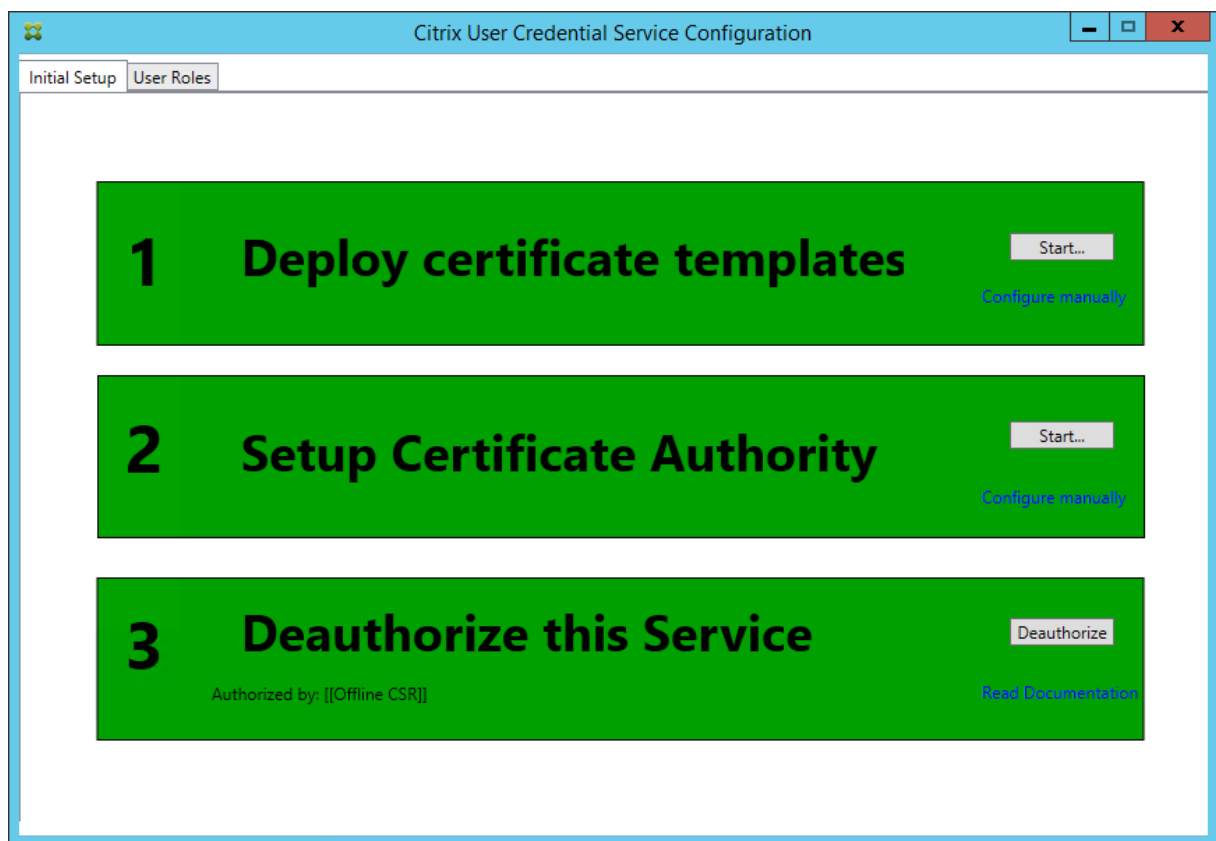 Citrix User Credential Service Configuration
Initial Setup User Roles
1 Deploy certificate templates Start...
Configure manually
2 Setup Certificate Authority Start...
Configure manually
3 Deauthorize this Service Deauthorize
Authorized by: [[Offline CSR]] Read Documentation